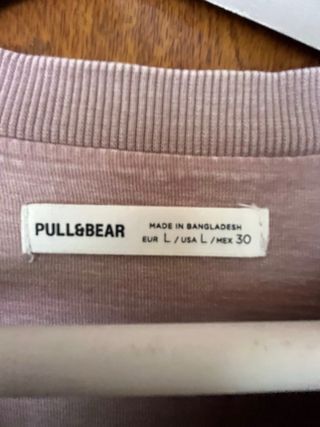 PULL&BEAR
MADE IN BANGLADESH
EUR L / USA L / MEX 30